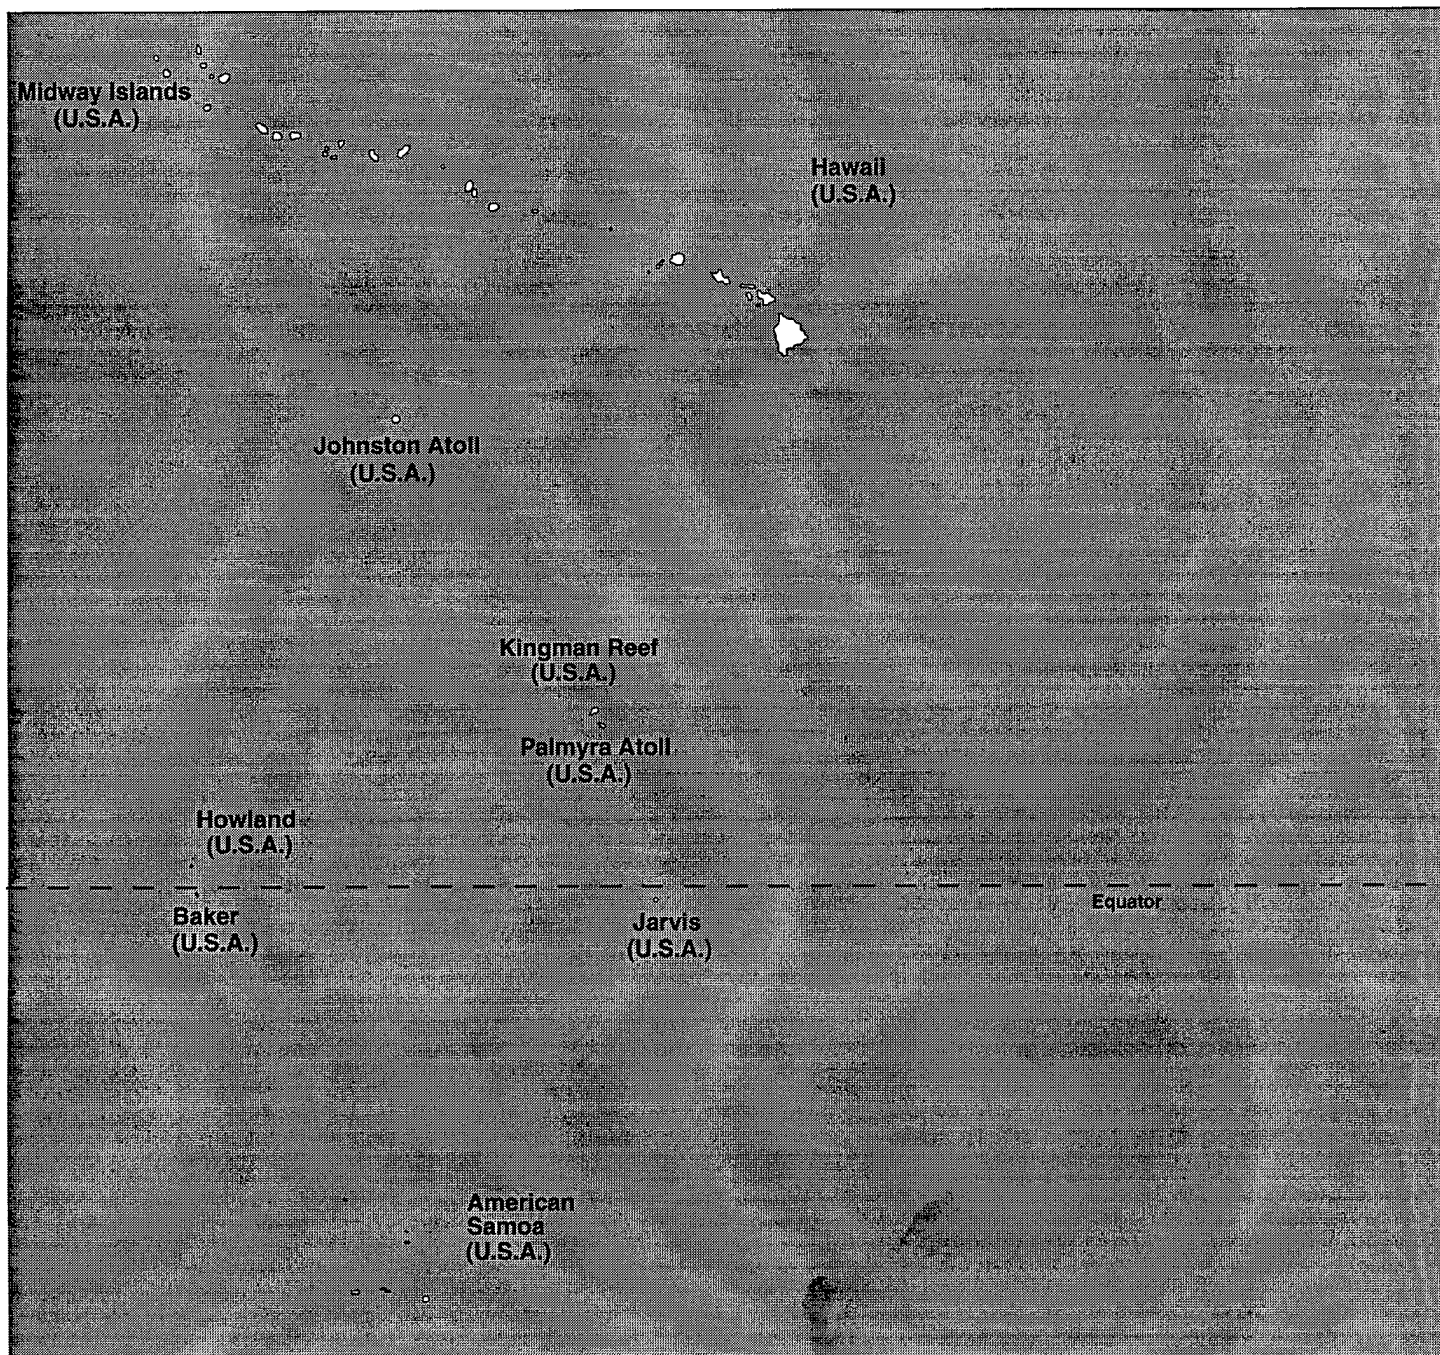 Midway Islands
(U.S.A.)
Hawaii
(U.S.A.)
Johnston Atoll
(U.S.A.)
Kingman Reef
(U.S.A.)
Palmyra Atoll
(U.S.A.)
Howland
(U.S.A.)
Equator
Baker
(U.S.A.)
Jarvis
(U.S.A.)
American
Samoa
(U.S.A.)